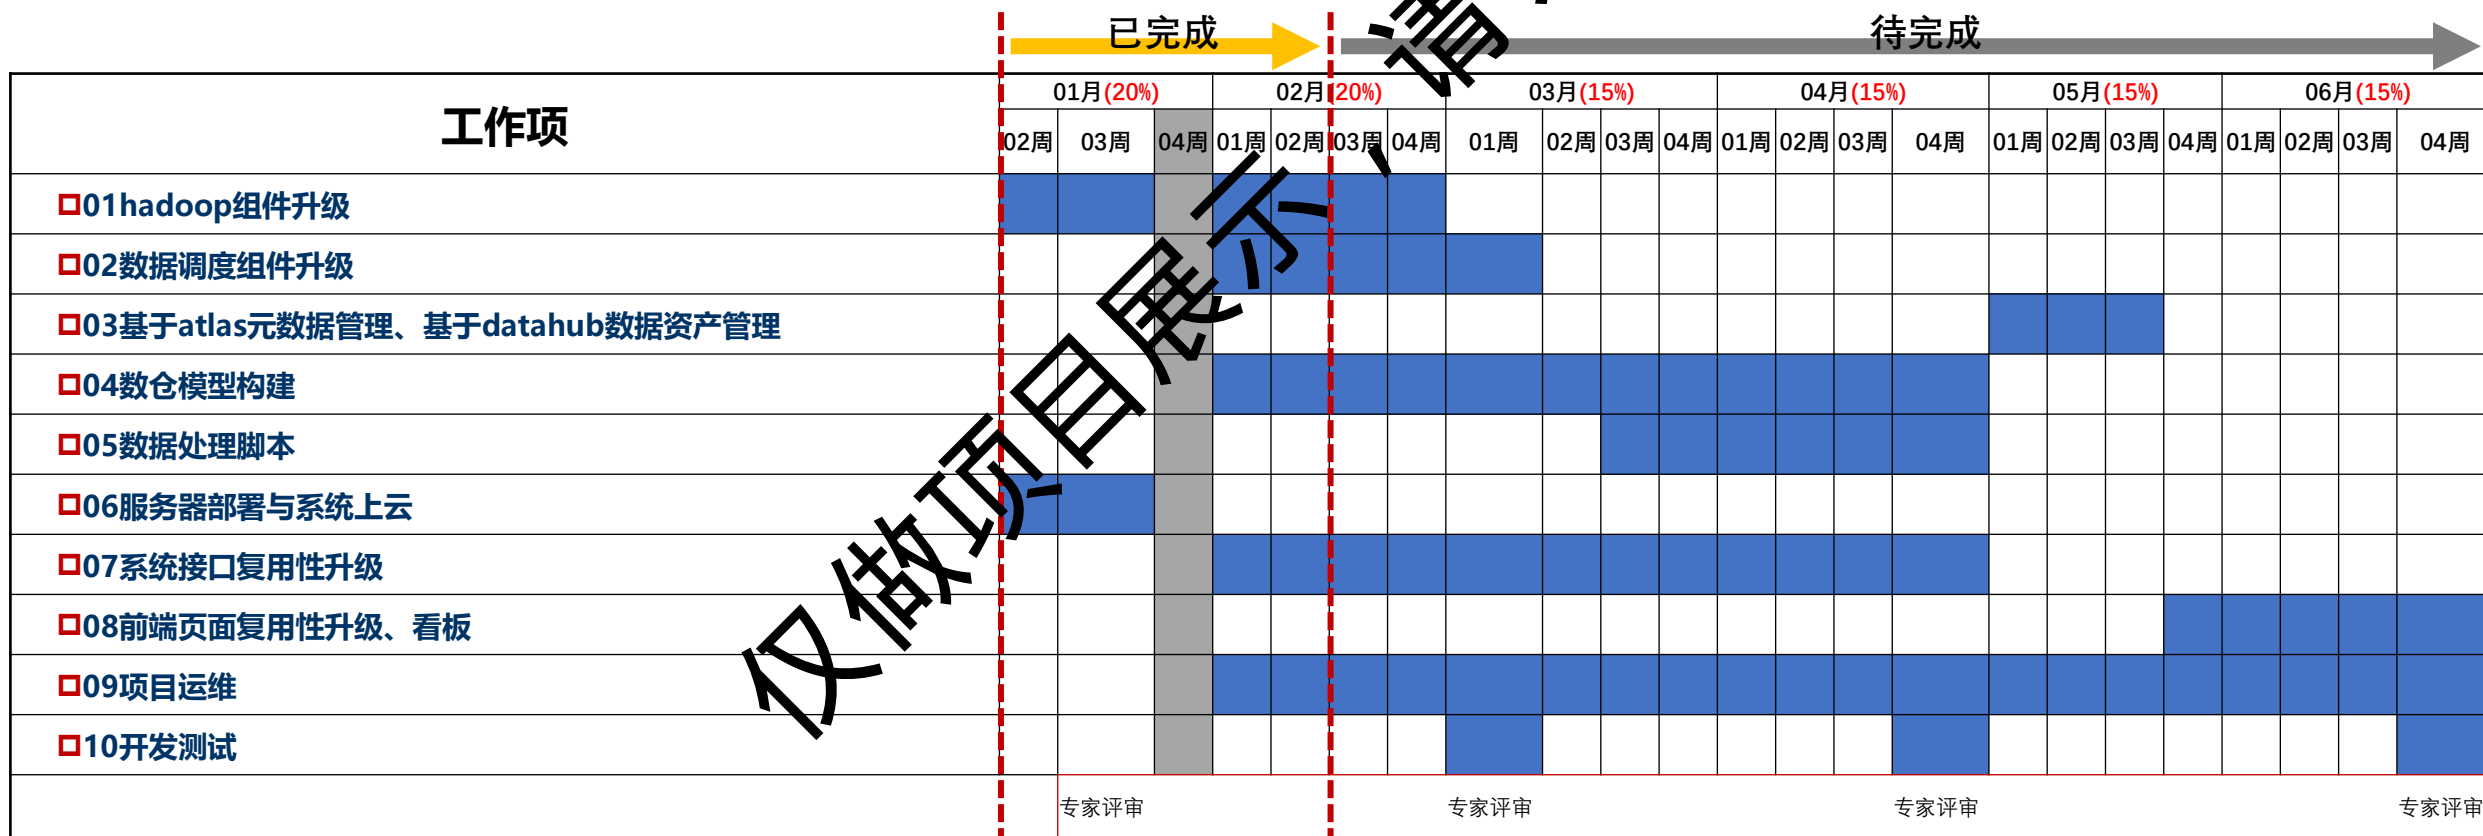 已完成 待完成
工作项 01月(20%) 02月(20%) 03月(15%) 04月(15%) 05月(15%) 06月(15%)
02周 03周 04周 01周 02周 03周 04周 01周 02周 03周 04周 01周 02周 03周 04周 01周 02周 03周 04周 01周 02周 03周 04周
01hadoop组件升级
02数据调度组件升级
03基于atlas元数据管理、基于datahub数据资产管理
04数仓模型构建
05数据处理脚本
06服务器部署与系统上云
07系统接口复用性升级
08前端页面复用性升级、看板
09项目运维
10开发测试
专家评审 专家评审 专家评审 专家评审
仅做项目展示、请